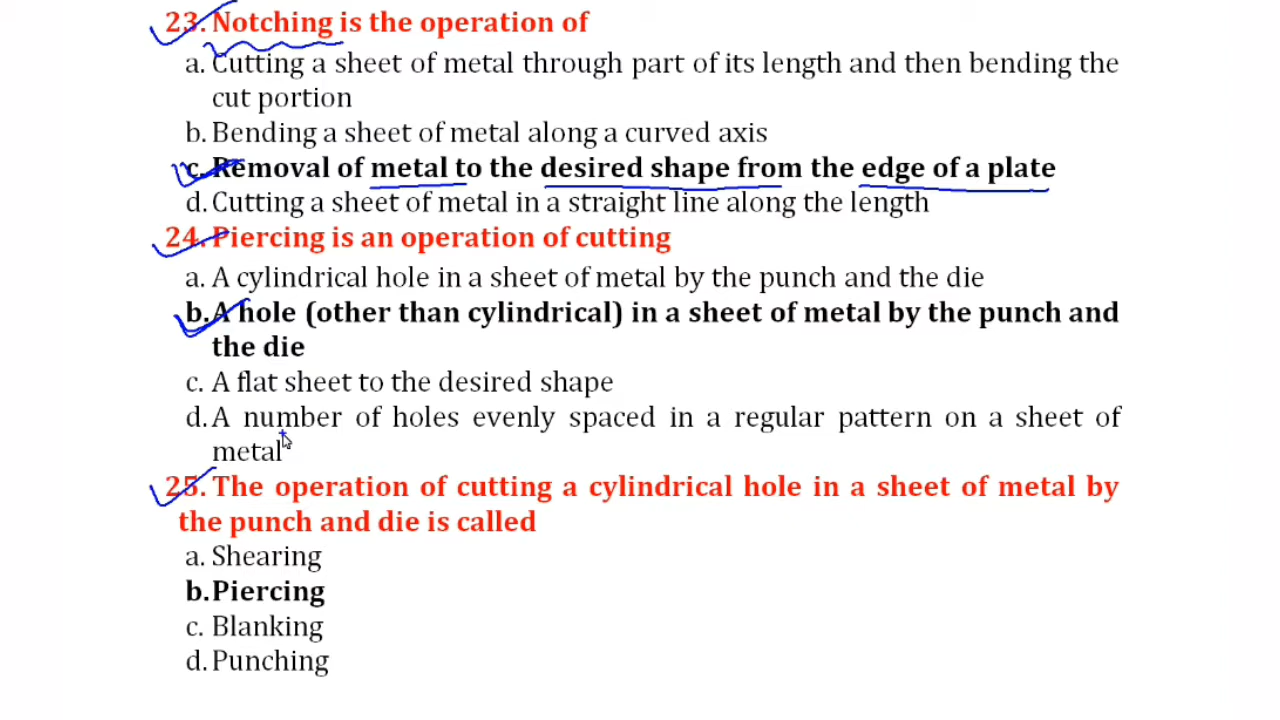 23. Notching is the operation of
a. Cutting a sheet of metal through part of its length and then bending the
cut portion
b. Bending a sheet of metal along a curved axis
c. Removal of metal to the desired shape from the edge of a plate
d. Cutting a sheet of metal in a straight line along the length
24. Piercing is an operation of cutting
a. A cylindrical hole in a sheet of metal by the punch and the die
b. A hole (other than cylindrical) in a sheet of metal by the punch and
the die
c. A flat sheet to the desired shape
d. A number of holes evenly spaced in a regular pattern on a sheet of
metal
25. The operation of cutting a cylindrical hole in a sheet of metal by
the punch and die is called
a. Shearing
b. Piercing
c. Blanking
d. Punching